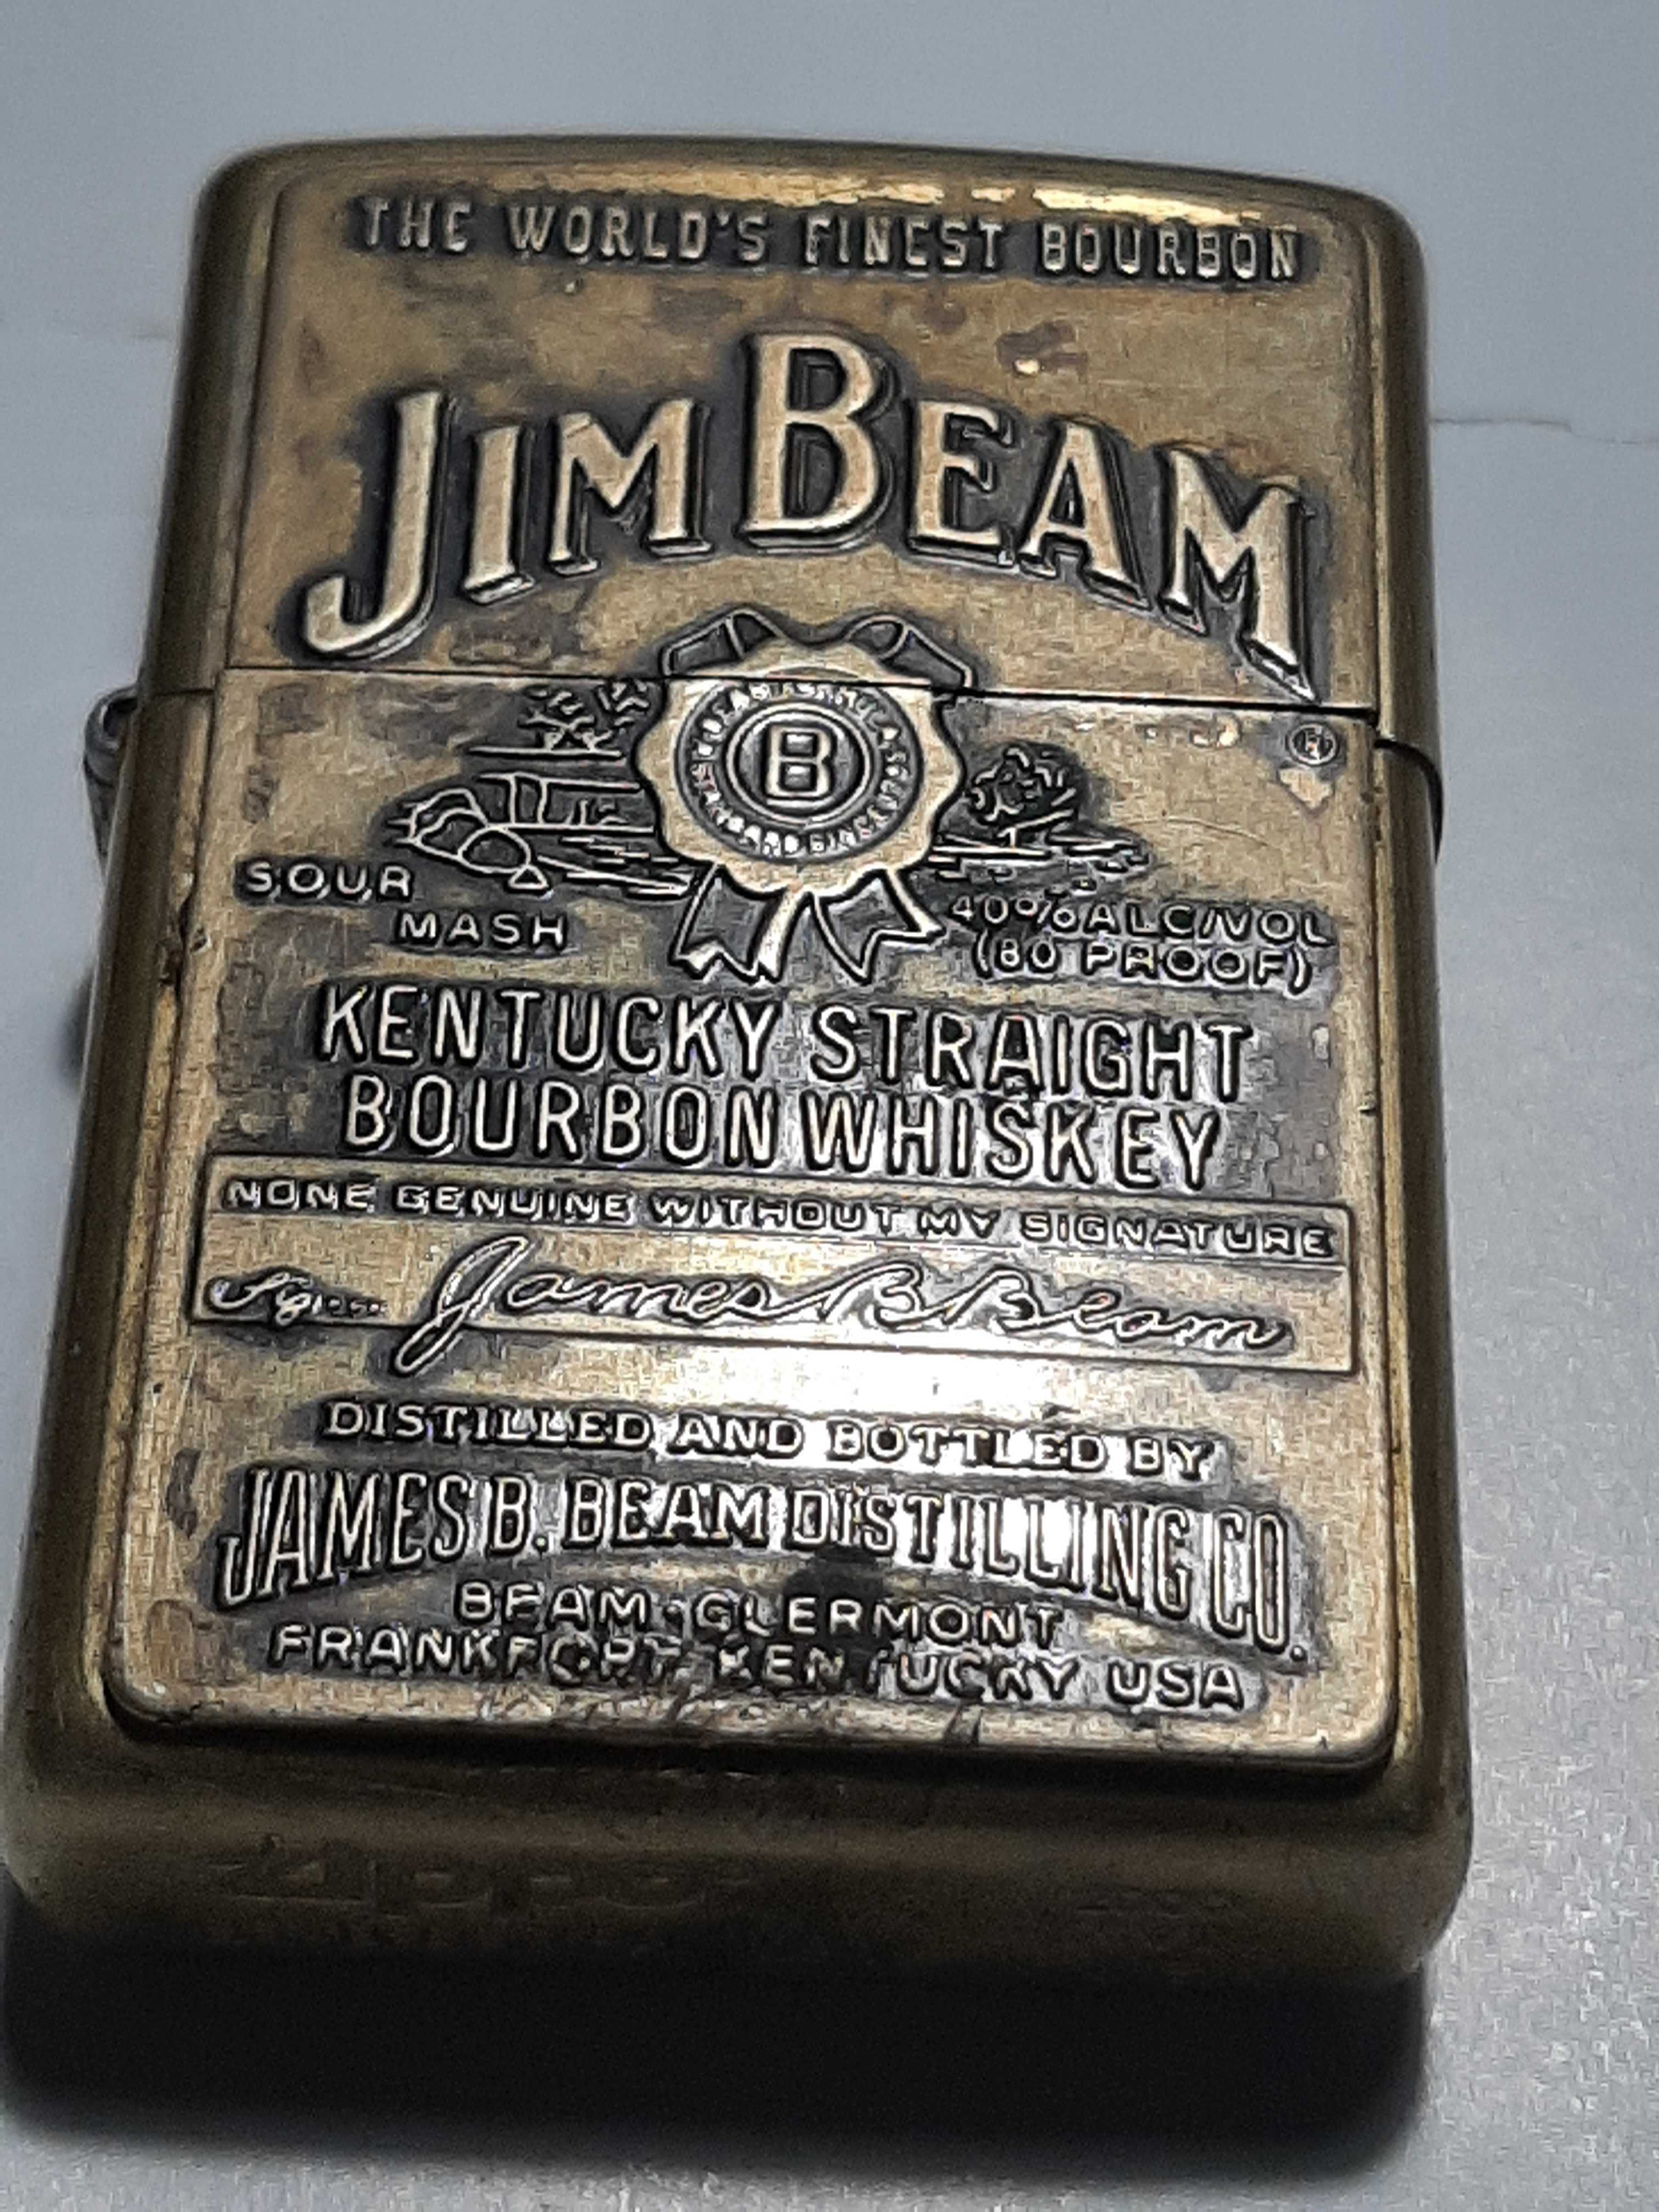 THE WORLD'S FINEST BOURBON
JIM BEAM
B
®
SOUR
MASH
40% ALC/VOL
(80 PROOF)
KENTUCKY STRAIGHT
BOURBON WHISKEY
NONE GENUINE WITHOUT MY SIGNATURE
James B Beam
DISTILLED AND BOTTLED BY
JAMES B. BEAM DISTILLING CO.
BEAM-CLERMONT
FRANKFORT, KENTUCKY USA
Zippo